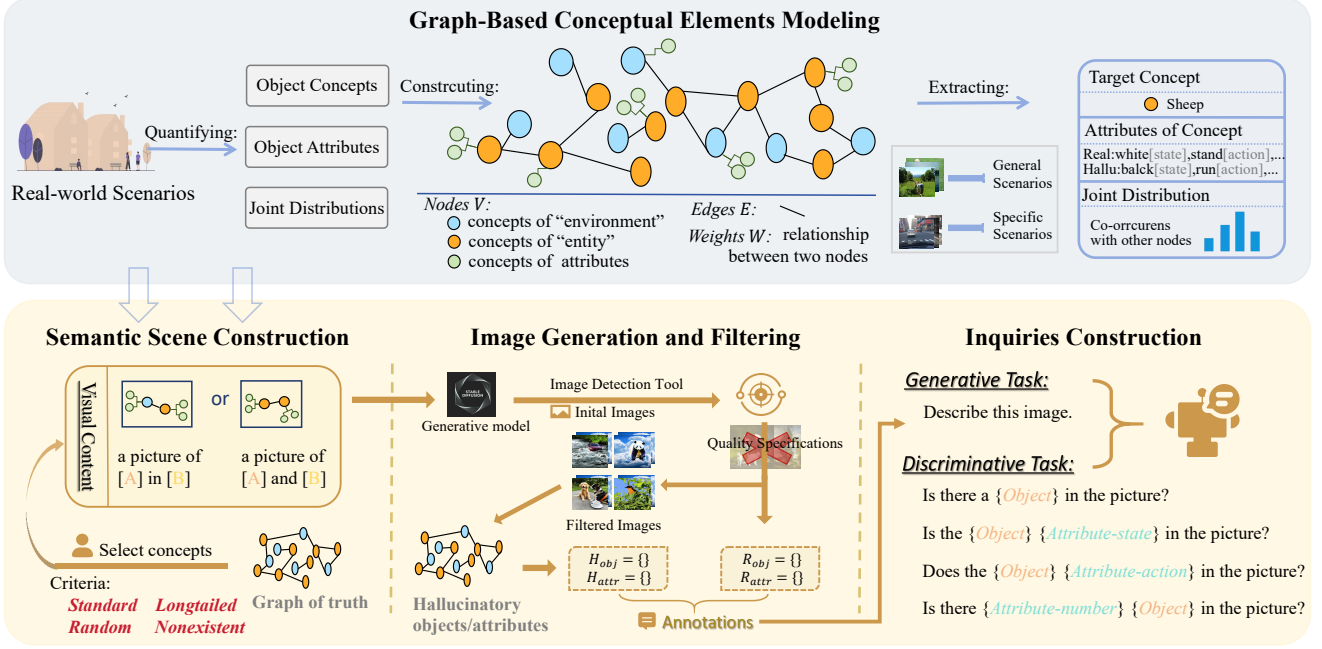 Graph-Based Conceptual Elements Modeling
Real-world Scenarios
Quantifying:
Object Concepts
Object Attributes
Joint Distributions
Constrcuting:
Nodes V:
concepts of “environment”
concepts of “entity”
concepts of attributes
Edges E:
Weights W: relationship
between two nodes
Extracting:
General
Scenarios
Specific
Scenarios
Target Concept
Sheep
Attributes of Concept
Real:white[state],stand[action],...
Hallu:balck[state],run[action],...
Joint Distribution
Co-orrcurens
with other nodes
Semantic Scene Construction
Visual Content
or
a picture of
[A] in [B]
a picture of
[A] and [B]
Select concepts
Criteria:
Standard Longtailed
Random Nonexistent
Graph of truth
Image Generation and Filtering
STABLE
DIFFUSION
Generative model
Image Detection Tool
Inital Images
Quality Specifications
Filtered Images
Hallucinatory
objects/attributes
H_obj = {}
H_attr = {}
R_obj = {}
R_attr = {}
Annotations
Inquiries Construction
Generative Task:
Describe this image.
Discriminative Task:
Is there a {Object} in the picture?
Is the {Object} {Attribute-state} in the picture?
Does the {Object} {Attribute-action} in the picture?
Is there {Attribute-number} {Object} in the picture?